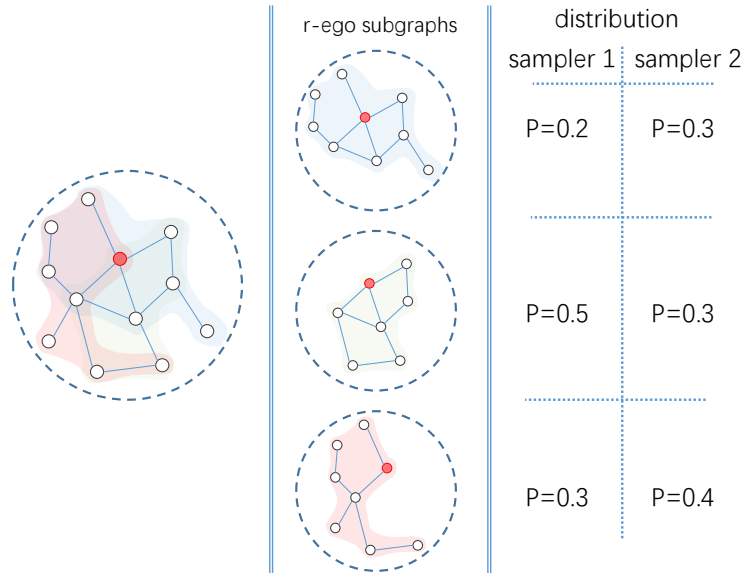 r-ego subgraphs
distribution
sampler 1 sampler 2
P=0.2 P=0.3
P=0.5 P=0.3
P=0.3 P=0.4